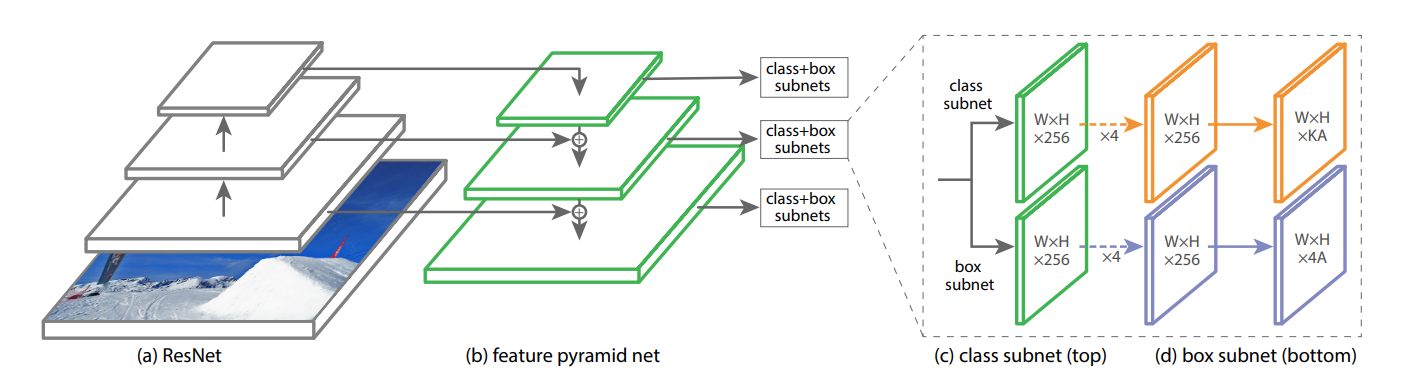 class+box
subnets
class+box
subnets
class+box
subnets
class
subnet
W×H
×256
×4
W×H
×256
W×H
×KA
box
subnet
W×H
×256
×4
W×H
×256
W×H
×4A
(a) ResNet
(b) feature pyramid net
(c) class subnet (top)
(d) box subnet (bottom)